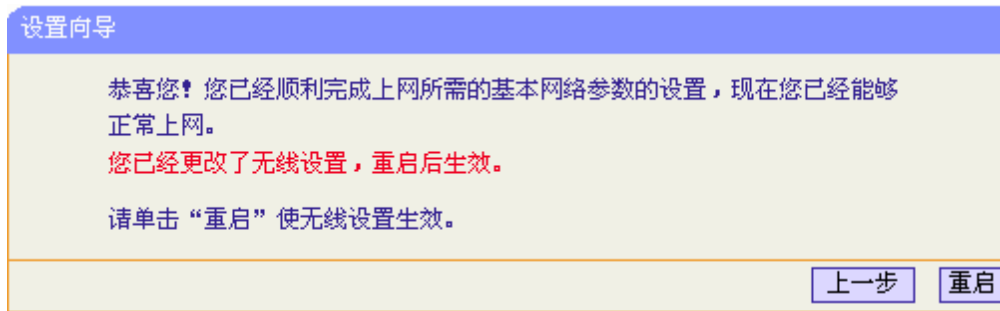 设置向导
恭喜您！您已经顺利完成上网所需的基本网络参数的设置，现在您已经能够
正常上网。
您已经更改了无线设置，重启后生效。
请单击“重启”使无线设置生效。
上一步 重启